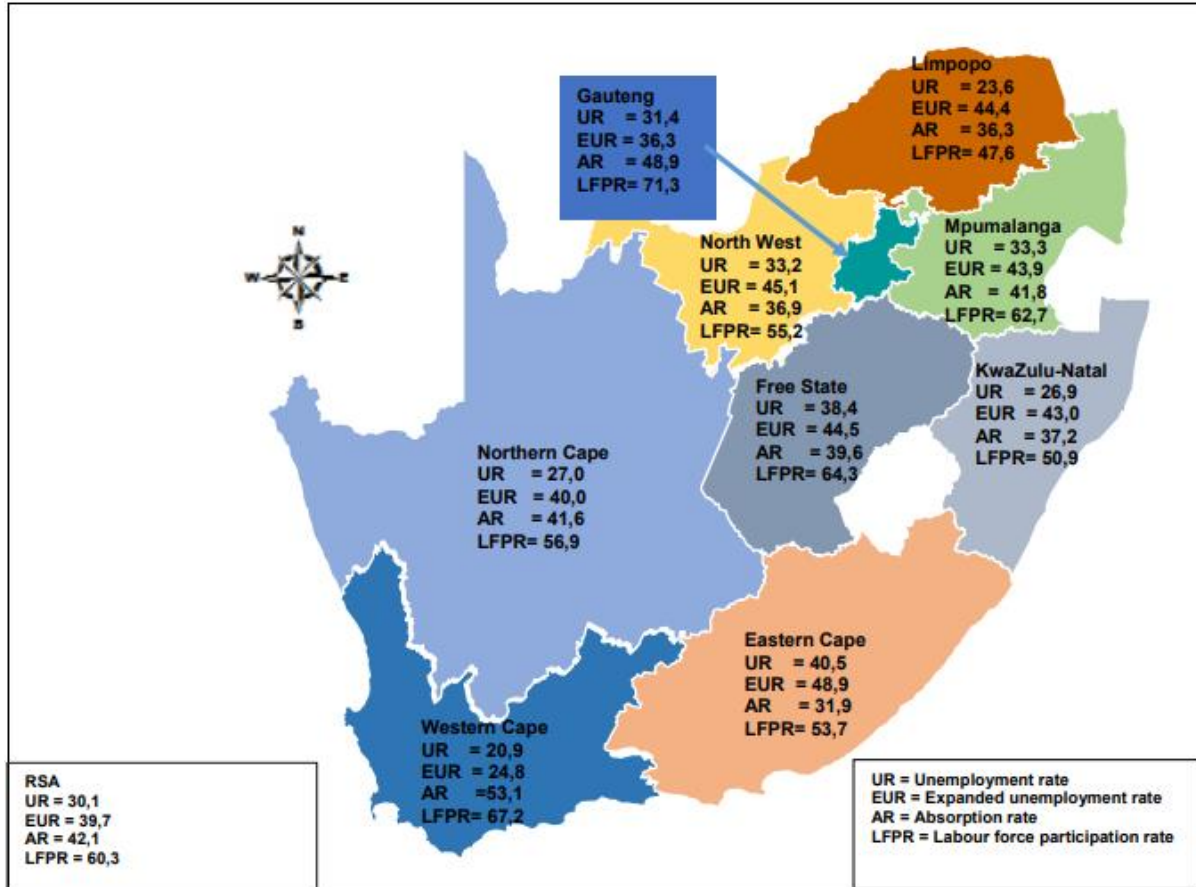 Limpopo
UR = 23,6
EUR = 44,4
AR = 36,3
LFPR= 47,6
Gauteng
UR = 31,4
EUR = 36,3
AR = 48,9
LFPR= 71,3
Mpumalanga
UR = 33,3
EUR = 43,9
AR = 41,8
LFPR= 62,7
North West
UR = 33,2
EUR = 45,1
AR = 36,9
LFPR= 55,2
N
W
E
S
KwaZulu-Natal
UR = 26,9
EUR = 43,0
AR = 37,2
LFPR= 50,9
Free State
UR = 38,4
EUR = 44,5
AR = 39,6
LFPR= 64,3
Northern Cape
UR = 27,0
EUR = 40,0
AR = 41,6
LFPR= 56,9
Eastern Cape
UR = 40,5
EUR = 48,9
AR = 31,9
LFPR= 53,7
Western Cape
UR = 20,9
EUR = 24,8
AR =53,1
LFPR= 67,2
RSA
UR = 30,1
EUR = 39,7
AR = 42,1
LFPR = 60,3
UR = Unemployment rate
EUR = Expanded unemployment rate
AR = Absorption rate
LFPR = Labour force participation rate